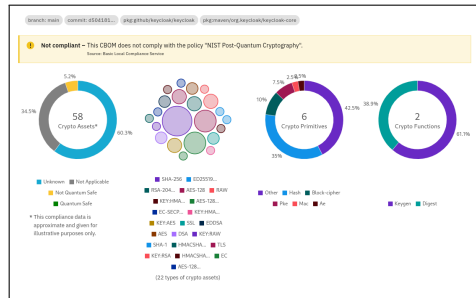 branch: main commit: d5041d1... pkg:github/keycloak/keycloak pkg:maven/org.keycloak/keycloak-core
Not compliant – This CBOM does not comply with the policy "NIST Post-Quantum Cryptography".
Source: Basic Local Compliance Service
5.2%
34.5%
60.3%
58
Crypto Assets*
Unknown Not Applicable
Not Quantum Safe
Quantum Safe
* This compliance data is
approximate and given for
illustrative purposes only.
SHA-256 ED25519...
RSA-204... AES-128 RAW
KEY:HMA... AES-128...
EC-SECP... KEY:HMA...
KEY:AES SSL EDDSA
AES DSA KEY:RAW
SHA-1 HMACSHA... TLS
KEY:RSA HMACSHA... EC
AES-128...
(22 types of crypto assets)
7.5%
2.5%
2.5%
10%
42.5%
35%
6
Crypto Primitives
Other Hash Block-cipher
Pke Mac Ae
38.9%
61.1%
2
Crypto Functions
Keygen Digest